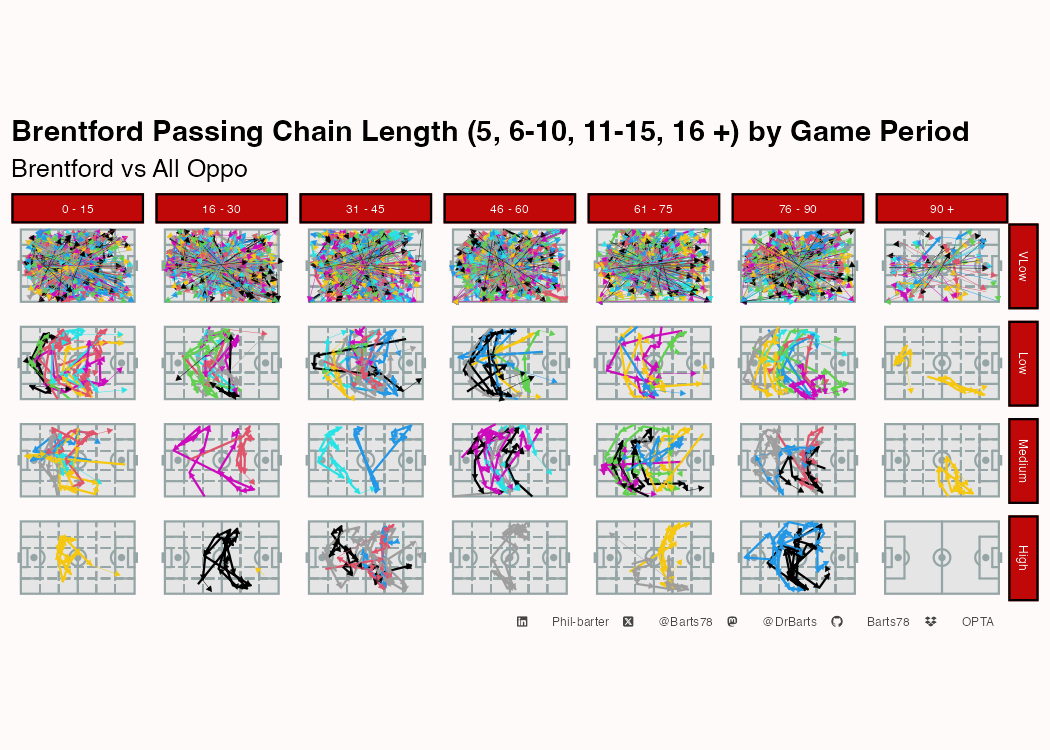 Brentford Passing Chain Length (5, 6-10, 11-15, 16 +) by Game Period
Brentford vs All Oppo
0 - 15 16 - 30 31 - 45 46 - 60 61 - 75 76 - 90 90 +
VLow
Low
Medium
High
Phil-barter @Barts78 @DrBarts Barts78 OPTA